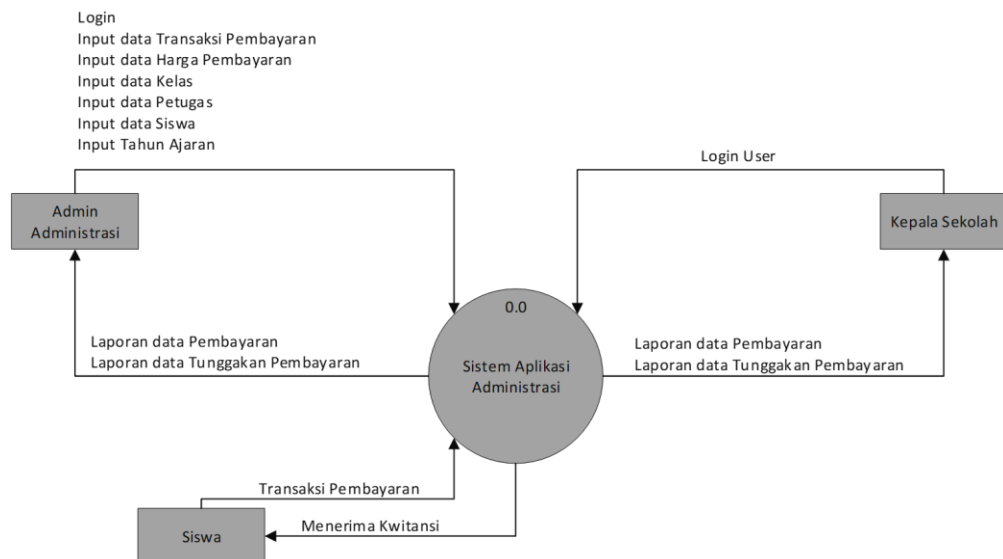 Login
Input data Transaksi Pembayaran
Input data Harga Pembayaran
Input data Kelas
Input data Petugas
Input data Siswa
Input Tahun Ajaran
Login User
Admin
Administrasi
Kepala Sekolah
0.0
Sistem Aplikasi
Administrasi
Laporan data Pembayaran
Laporan data Tunggakan Pembayaran
Laporan data Pembayaran
Laporan data Tunggakan Pembayaran
Transaksi Pembayaran
Menerima Kwitansi
Siswa